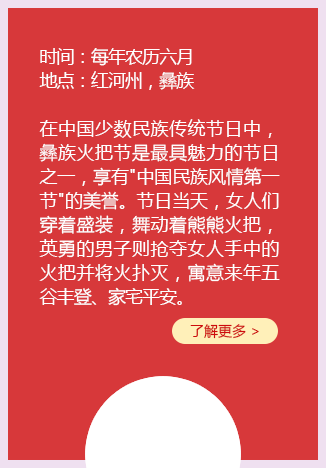 时间：每年农历六月
地点：红河州，彝族
在中国少数民族传统节日中，
彝族火把节是最具魅力的节日
之一，享有"中国民族风情第一
节"的美誉。节日当天，女人们
穿着盛装，舞动着熊熊火把，
英勇的男子则抢夺女人手中的
火把并将火扑灭，寓意来年五
谷丰登、家宅平安。
了解更多 >